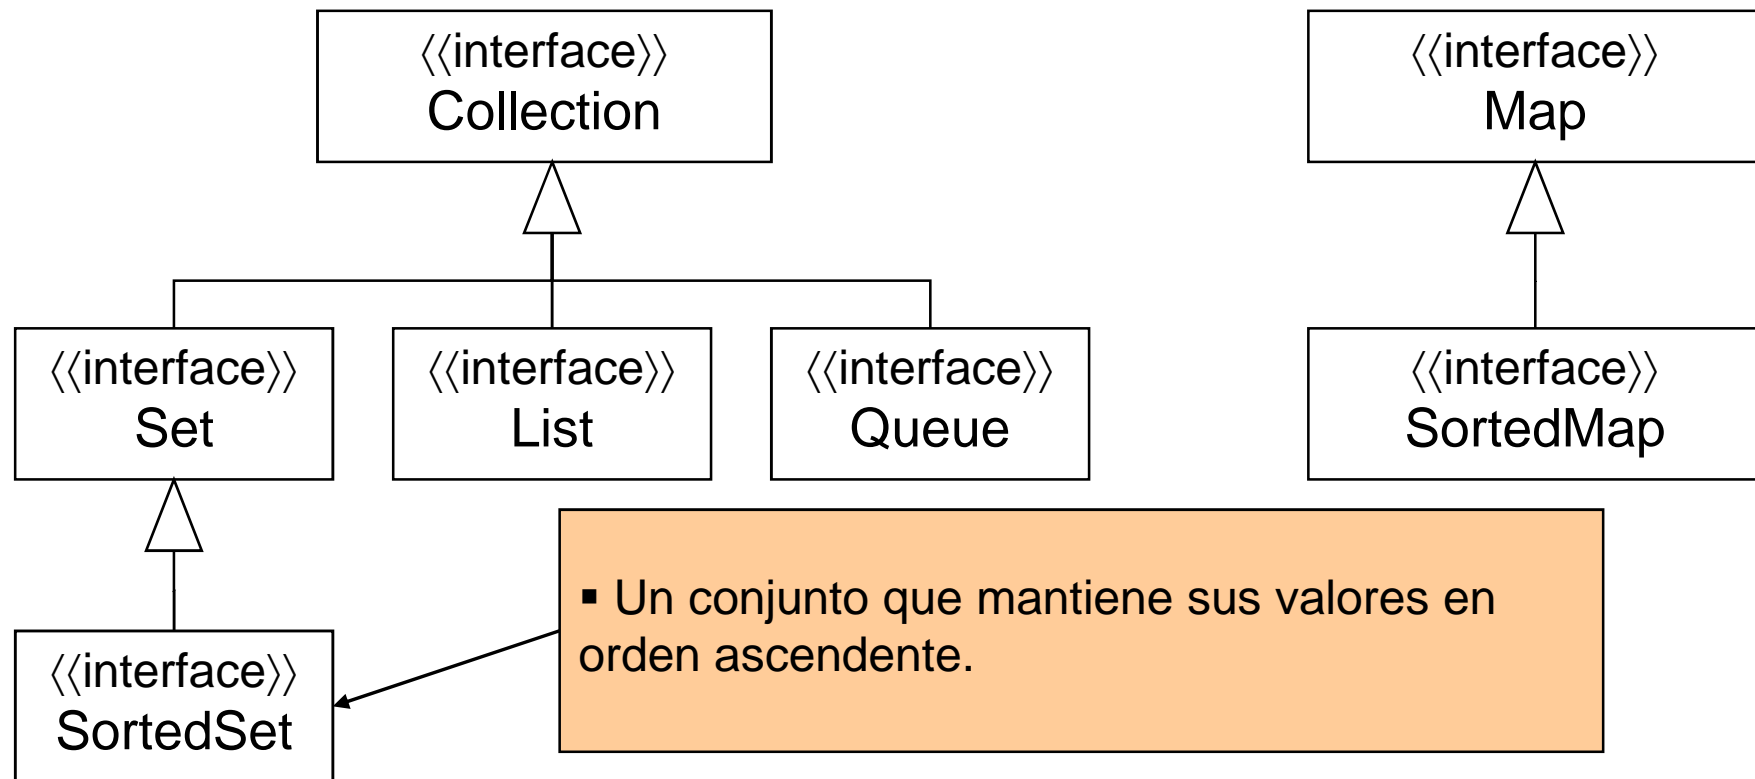 ⟨⟨interface⟩⟩
Collection
⟨⟨interface⟩⟩
Map
⟨⟨interface⟩⟩
Set
⟨⟨interface⟩⟩
List
⟨⟨interface⟩⟩
Queue
⟨⟨interface⟩⟩
SortedMap
▪ Un conjunto que mantiene sus valores en
orden ascendente.
⟨⟨interface⟩⟩
SortedSet